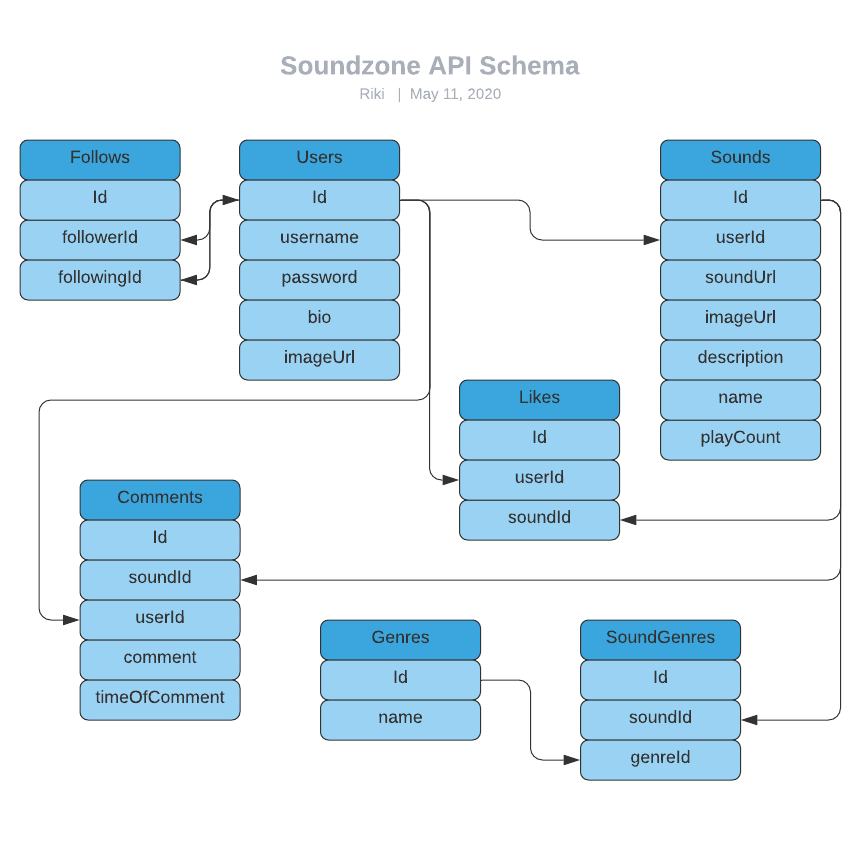 Soundzone API Schema
Riki | May 11, 2020
Follows
Id
followerId
followingId
Users
Id
username
password
bio
imageUrl
Sounds
Id
userId
soundUrl
imageUrl
description
name
playCount
Likes
Id
userId
soundId
Comments
Id
soundId
userId
comment
timeOfComment
Genres
Id
name
SoundGenres
Id
soundId
genreId